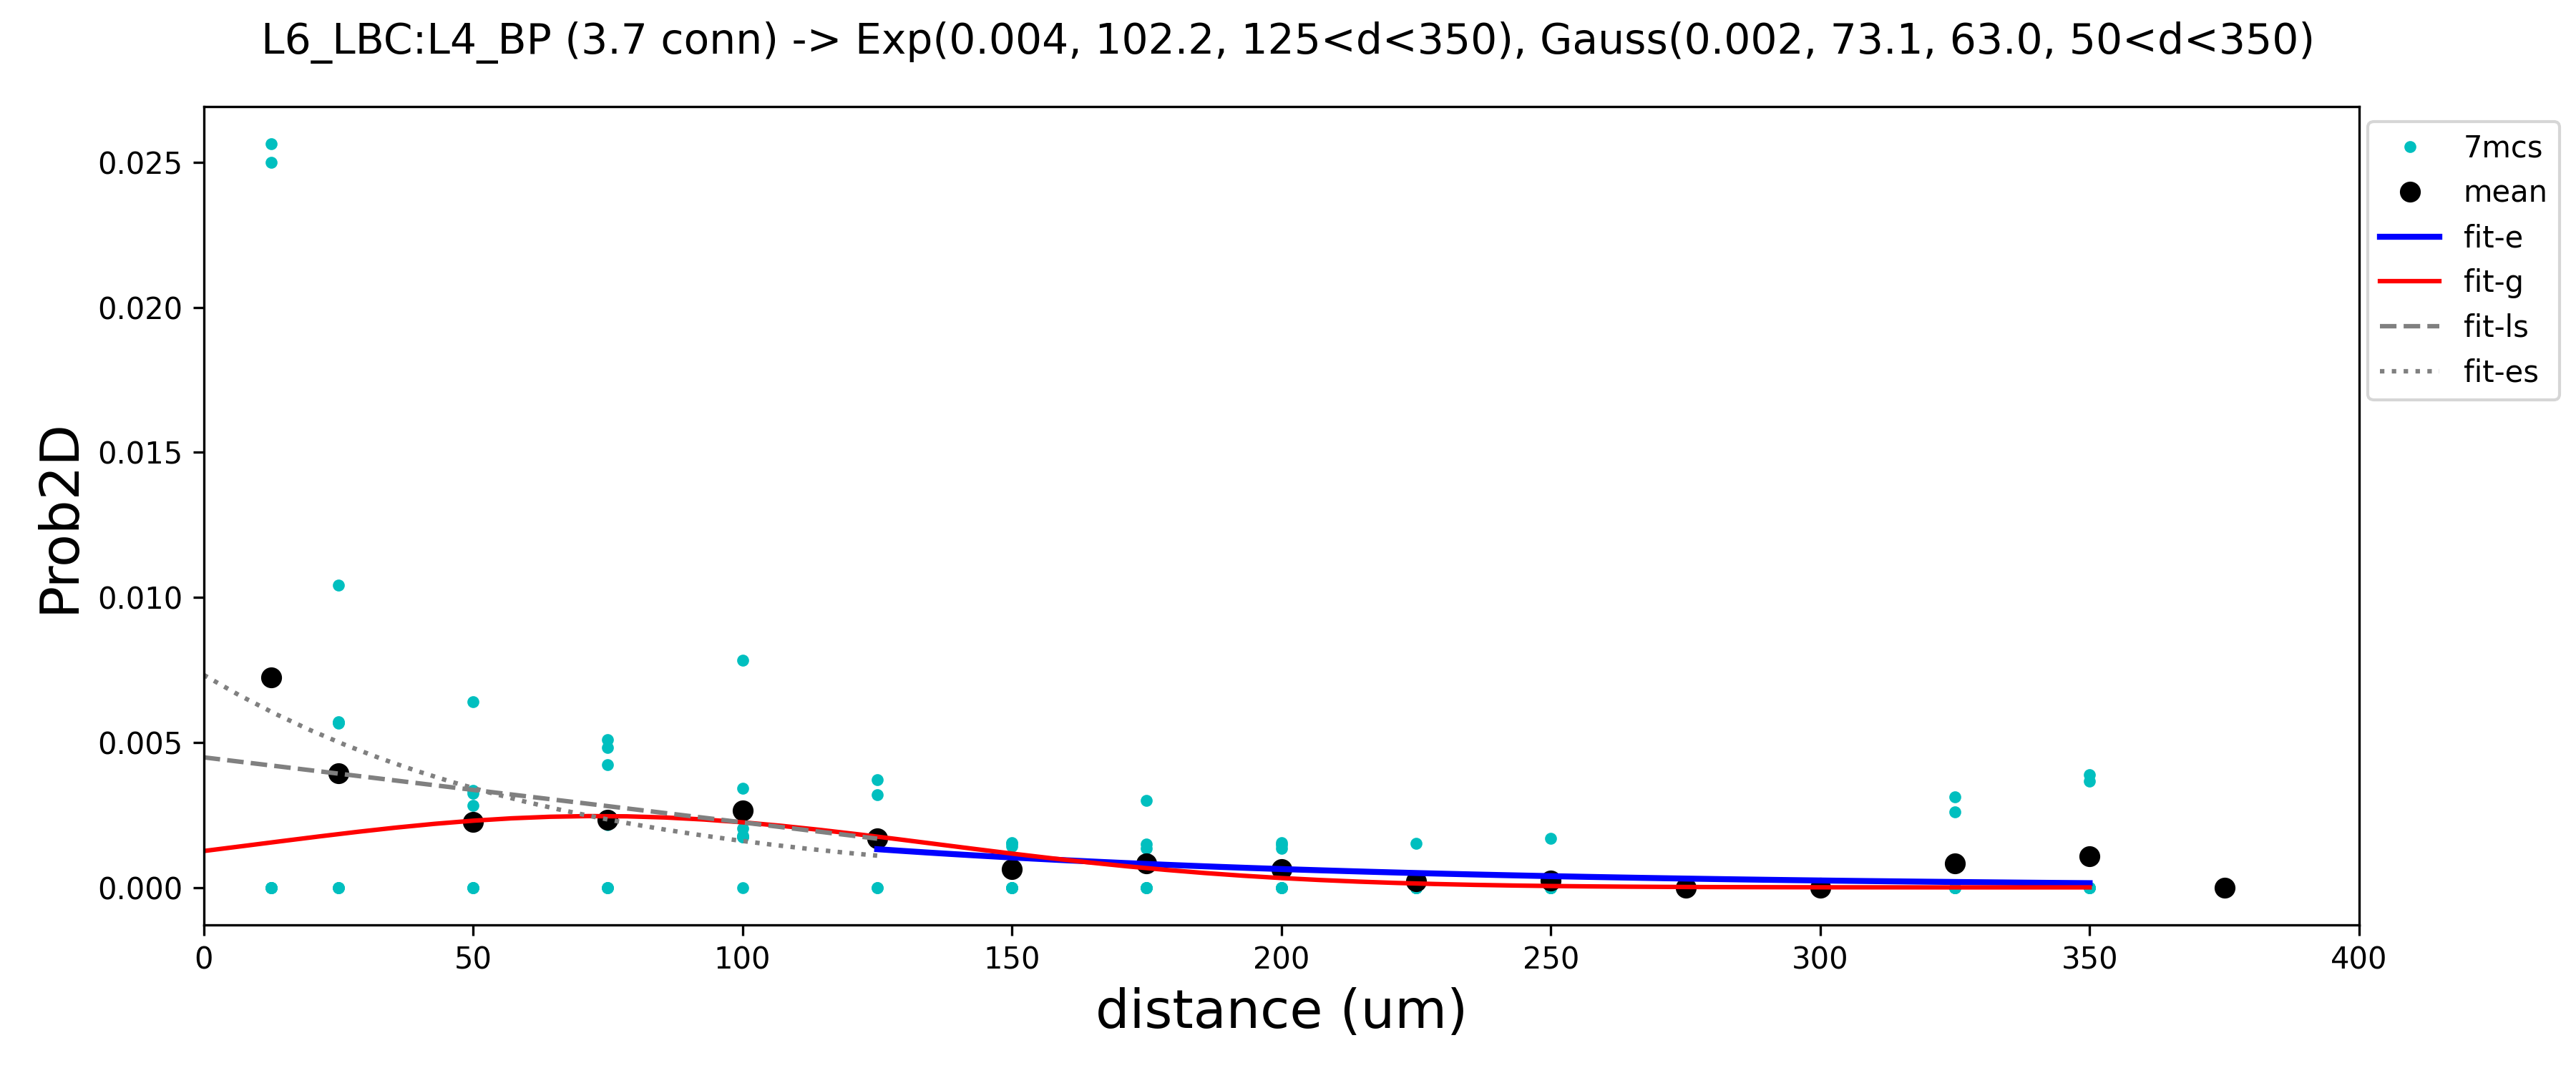 L6_LBC:L4_BP (3.7 conn) -> Exp(0.004, 102.2, 125<d<350), Gauss(0.002, 73.1, 63.0, 50<d<350)
Prob2D
0.025
0.020
0.015
0.010
0.005
0.000
0 50 100 150 200 250 300 350 400
distance (um)
7mcs
mean
fit-e
fit-g
fit-ls
fit-es